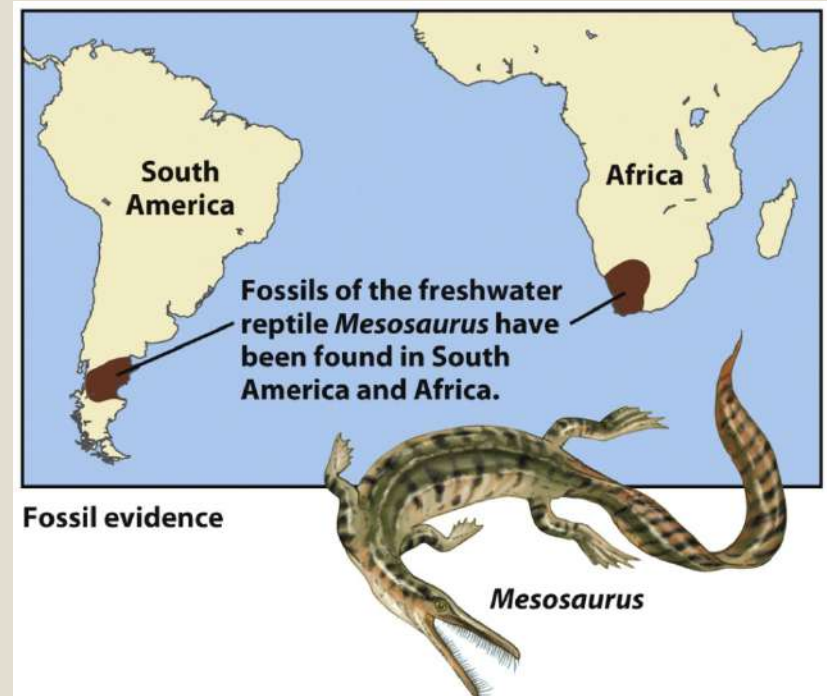 South
America
Africa
Fossils of the freshwater
reptile Mesosaurus have
been found in South
America and Africa.
Fossil evidence
Mesosaurus